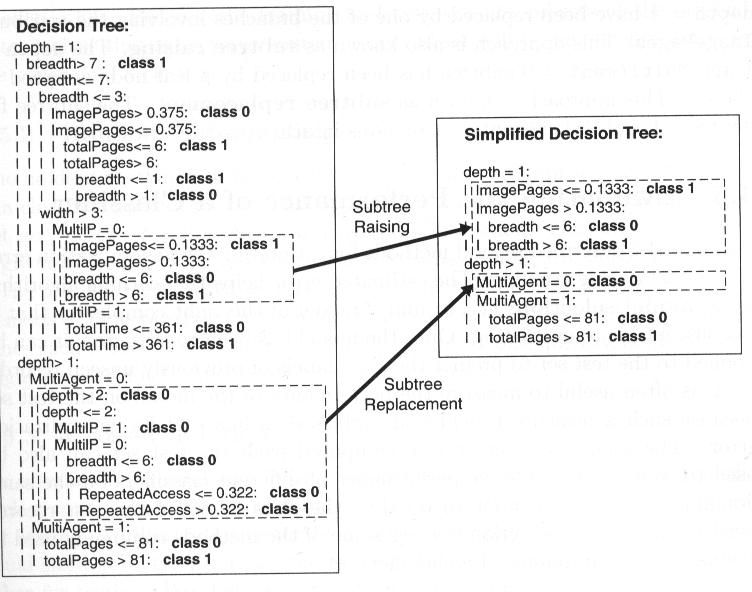 Decision Tree:
depth = 1:
| breadth> 7 : class 1
| breadth<= 7:
| | breadth <= 3:
| | | ImagePages> 0.375: class 0
| | | ImagePages<= 0.375:
| | | | totalPages<= 6: class 1
| | | | totalPages> 6:
| | | | | breadth <= 1: class 1
| | | | | breadth > 1: class 0
| | width > 3:
| | | MultiIP = 0:
| | | | ImagePages<= 0.1333: class 1
| | | | ImagePages> 0.1333:
| | | | breadth <= 6: class 0
| | | | breadth > 6: class 1
| | | MultiIP = 1:
| | | | TotalTime <= 361: class 0
| | | | TotalTime > 361: class 1
depth> 1:
| MultiAgent = 0:
| | depth > 2: class 0
| | depth <= 2:
| | | MultiIP = 1: class 0
| | | MultiIP = 0:
| | | | breadth <= 6: class 0
| | | | breadth > 6:
| | | | | RepeatedAccess <= 0.322: class 0
| | | | | RepeatedAccess > 0.322: class 1
| MultiAgent = 1:
| | totalPages <= 81: class 0
| | totalPages > 81: class 1
Subtree
Raising
Subtree
Replacement
Simplified Decision Tree:
depth = 1:
| ImagePages <= 0.1333: class 1
| ImagePages > 0.1333:
| | breadth <= 6: class 0
| | breadth > 6: class 1
depth > 1:
| MultiAgent = 0: class 0
| MultiAgent = 1:
| | totalPages <= 81: class 0
| | totalPages > 81: class 1